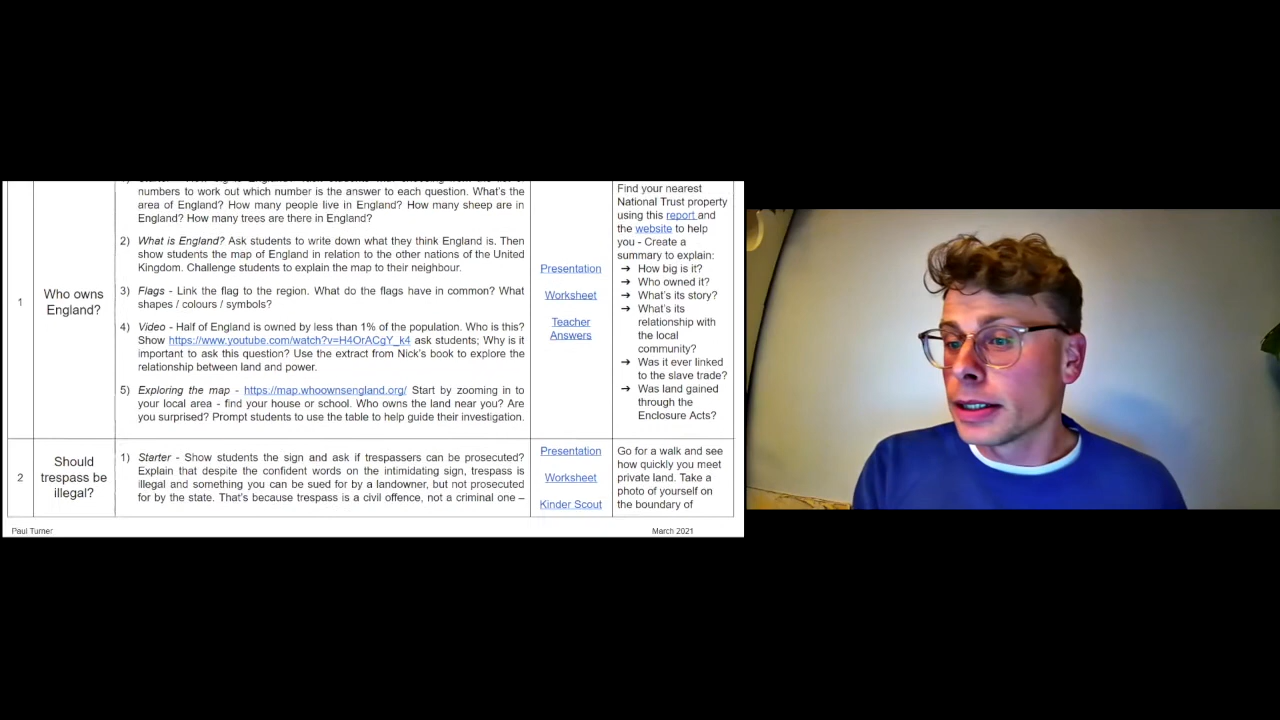 numbers to work out which number is the answer to each question. What's the
area of England? How many people live in England? How many sheep are in
England? How many trees are there in England?
2) What is England? Ask students to write down what they think England is. Then
show students the map of England in relation to the other nations of the United
Kingdom. Challenge students to explain the map to their neighbour.
3) Flags - Link the flag to the region. What do the flags have in common? What
shapes / colours / symbols?
4) Video - Half of England is owned by less than 1% of the population. Who is this?
Show https://www.youtube.com/watch?v=H4OrACgY_k4 ask students; Why is it
important to ask this question? Use the extract from Nick's book to explore the
relationship between land and power.
5) Exploring the map - https://map.whoownsengland.org/ Start by zooming in to
your local area - find your house or school. Who owns the land near you? Are
you surprised? Prompt students to use the table to help guide their investigation.
1
Who owns
England?
Presentation
Worksheet
Teacher
Answers
Find your nearest
National Trust property
using this report and
the website to help
you - Create a
summary to explain:
➔ How big is it?
➔ Who owned it?
➔ What's its story?
➔ What's its
relationship with
the local
community?
➔ Was it ever linked
to the slave trade?
➔ Was land gained
through the
Enclosure Acts?
2
Should
trespass be
illegal?
1) Starter - Show students the sign and ask if trespassers can be prosecuted?
Explain that despite the confident words on the intimidating sign, trespass is
illegal and something you can be sued for by a landowner, but not prosecuted
for by the state. That's because trespass is a civil offence, not a criminal one –
Presentation
Worksheet
Kinder Scout
Go for a walk and see
how quickly you meet
private land. Take a
photo of yourself on
the boundary of
Paul Turner
March 2021